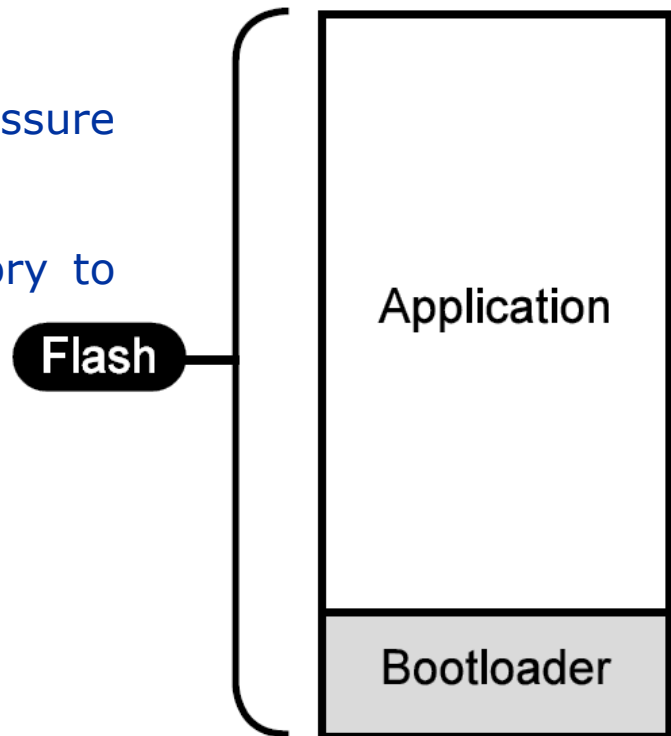 ssure
ory to
Application
Flash
Bootloader